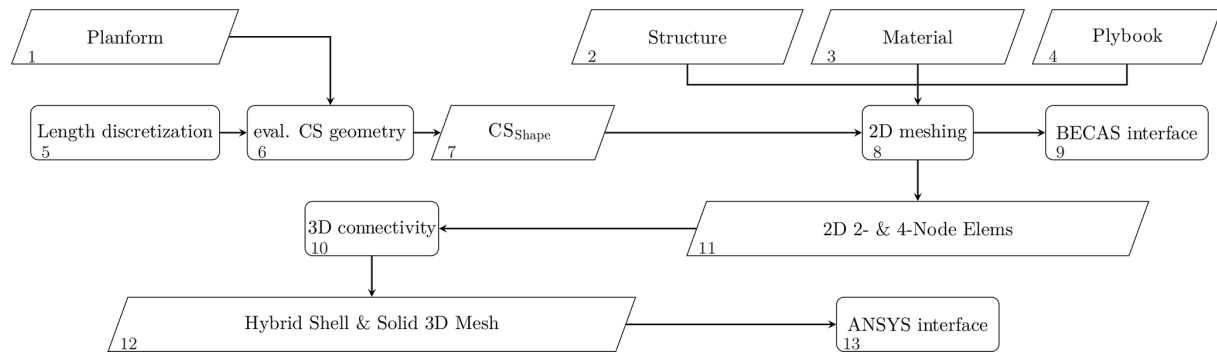 Planform
1
Structure
2
Material
3
Plybook
4
Length discretization
5
eval. CS geometry
6
CS_Shape
7
2D meshing
8
BECAS interface
9
3D connectivity
10
2D 2- & 4-Node Elems
11
Hybrid Shell & Solid 3D Mesh
12
ANSYS interface
13